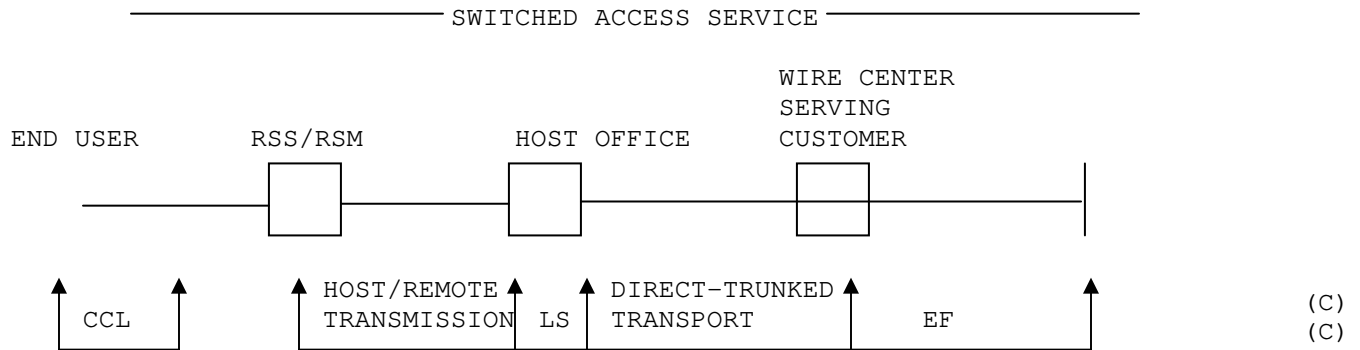 SWITCHED ACCESS SERVICE
WIRE CENTER
SERVING
END USER RSS/RSM HOST OFFICE CUSTOMER
HOST/REMOTE DIRECT-TRUNKED (C)
CCL TRANSMISSION LS TRANSPORT EF (C)